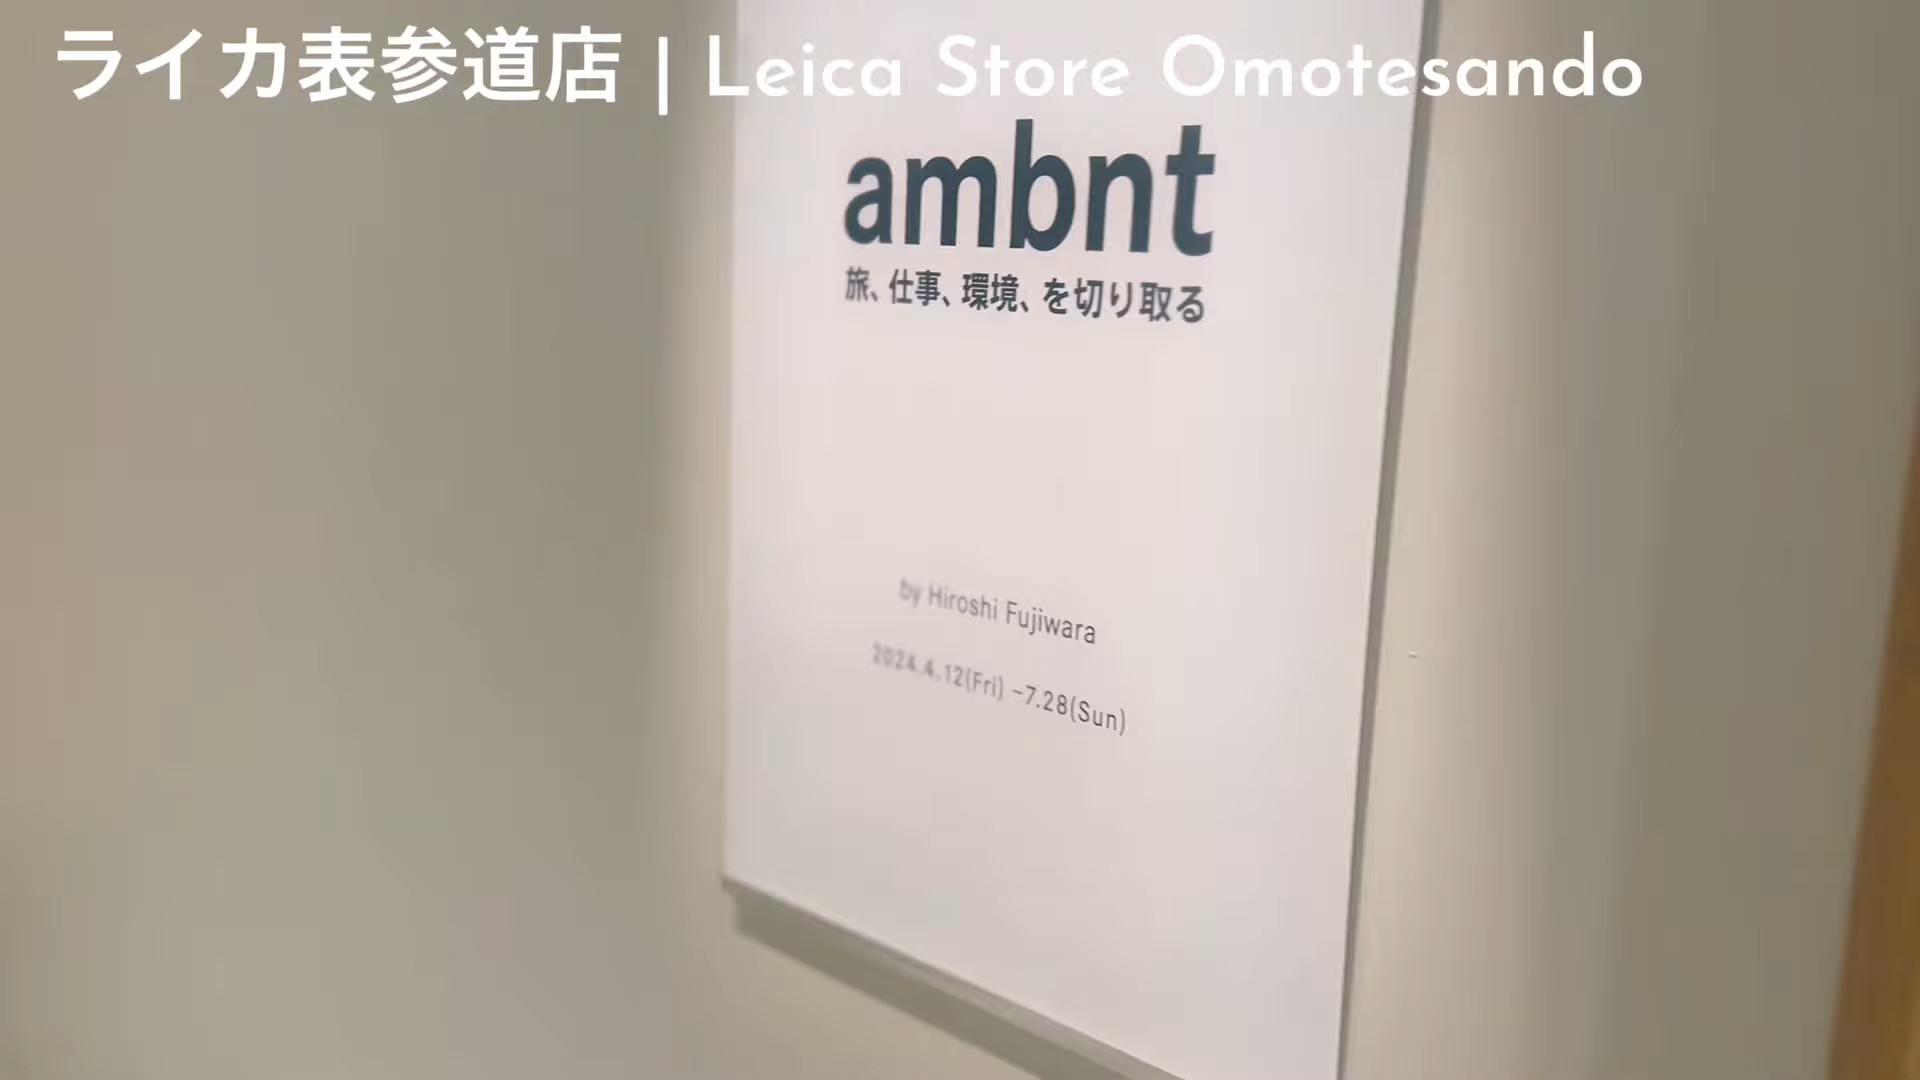 ライカ表参道店 | Leica Store Omotesando
ambnt
旅、仕事、環境、を切り取る
by Hiroshi Fujiwara
2024.4.12(Fri) -7.28(Sun)